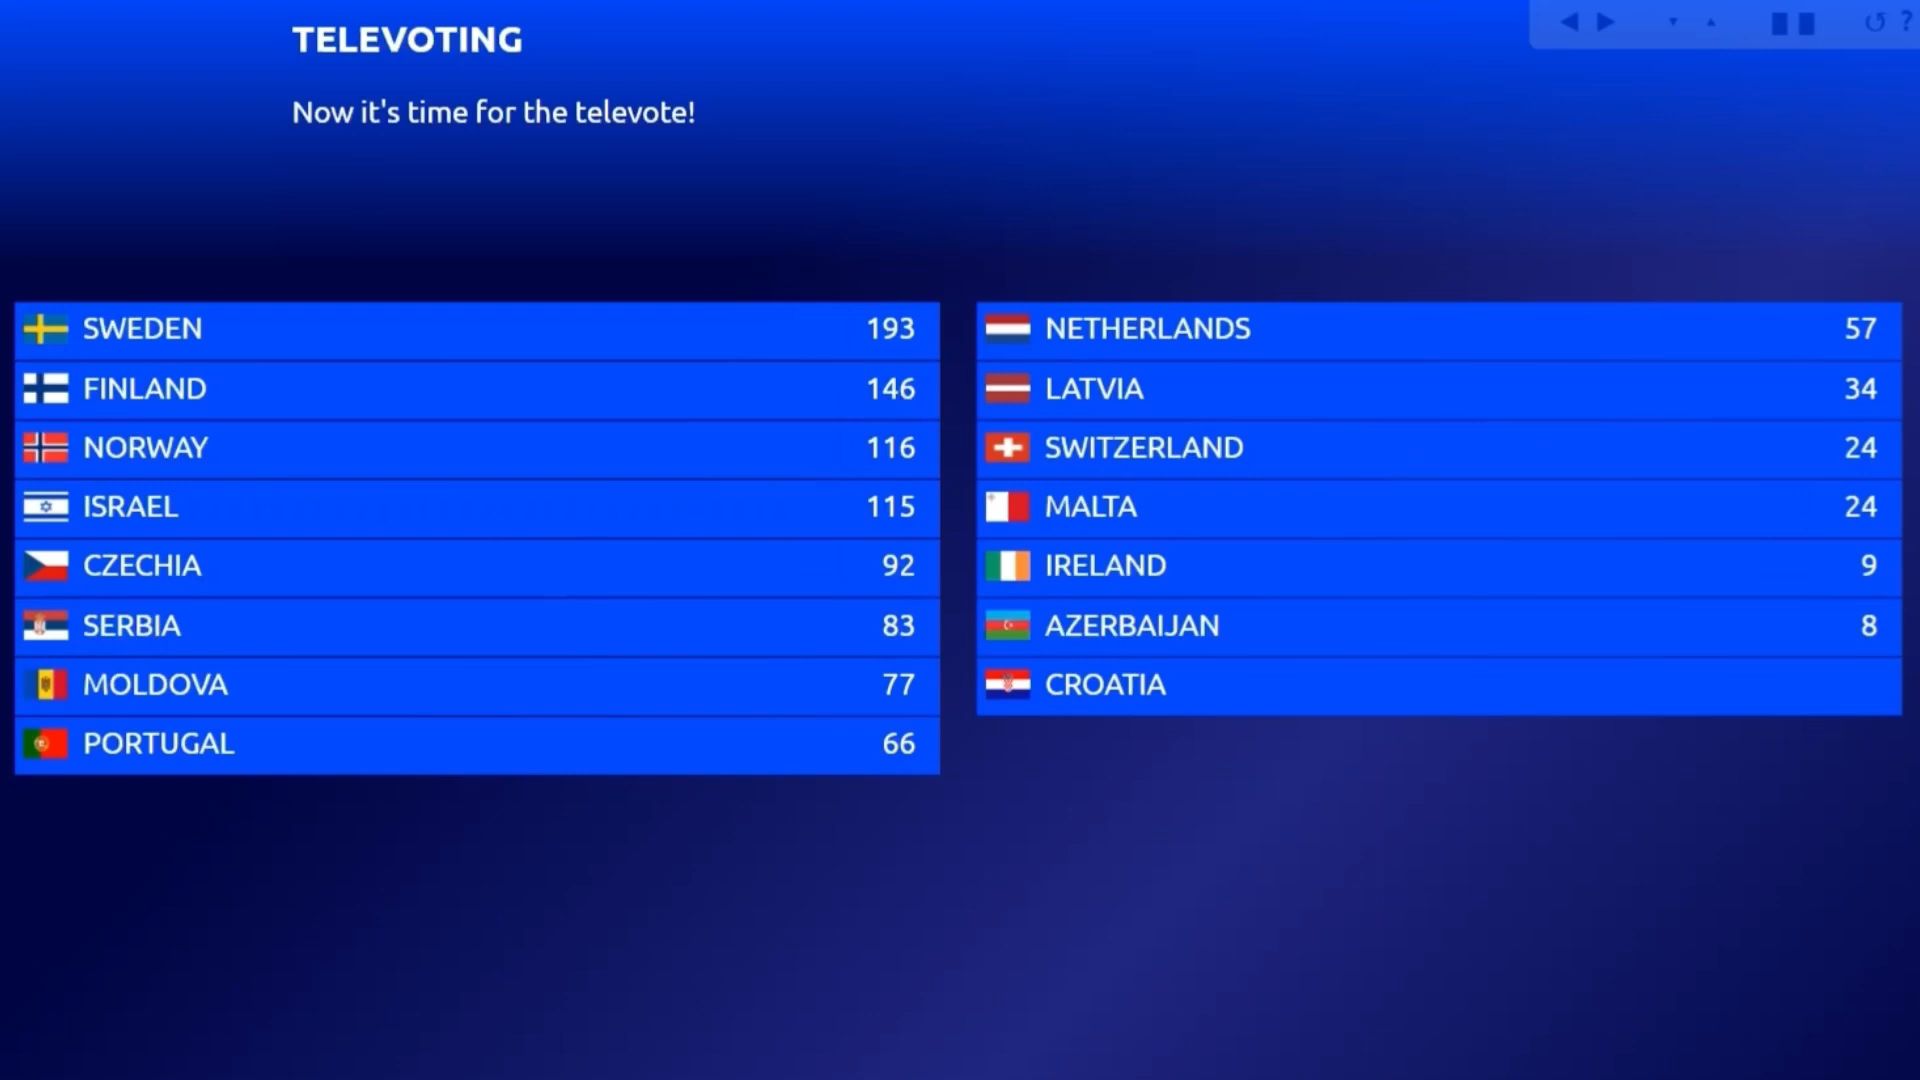 TELEVOTING
Now it's time for the televote!
SWEDEN 193
FINLAND 146
NORWAY 116
ISRAEL 115
CZECHIA 92
SERBIA 83
MOLDOVA 77
PORTUGAL 66
NETHERLANDS 57
LATVIA 34
SWITZERLAND 24
MALTA 24
IRELAND 9
AZERBAIJAN 8
CROATIA
?